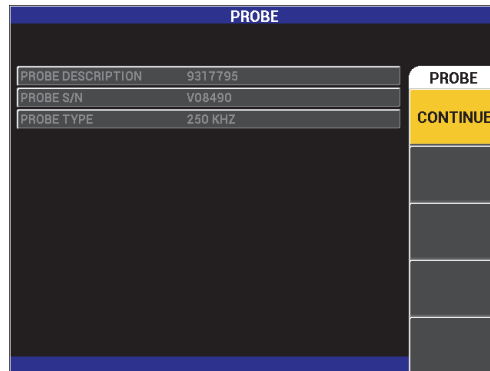 PROBE
PROBE DESCRIPTION 9317795
PROBE S/N V08490
PROBE TYPE 250 KHZ
PROBE
CONTINUE